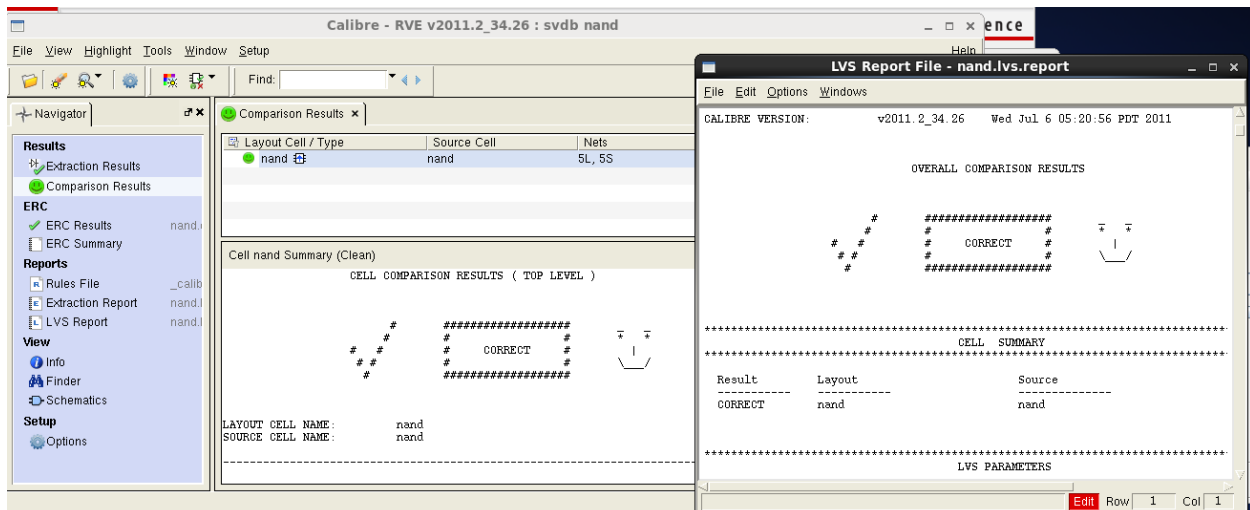 Calibre - RVE v2011.2_34.26 : svdb nand
ence
File View Highlight Tools Window Setup
Help
Find:
Navigator
Results
Extraction Results
Comparison Results
ERC
ERC Results nand.
ERC Summary
Reports
Rules File _calib
Extraction Report nand.
LVS Report nand.
View
Info
Finder
Schematics
Setup
Options
Comparison Results
Layout Cell / Type Source Cell Nets
nand nand 5L, 5S
Cell nand Summary (Clean)
CELL COMPARISON RESULTS ( TOP LEVEL )
# ################### _ _
# # # * *
# # # CORRECT # |
# # # # \___/
# ###################
LAYOUT CELL NAME: nand
SOURCE CELL NAME: nand
LVS Report File - nand.lvs.report
File Edit Options Windows
CALIBRE VERSION: v2011.2_34.26 Wed Jul 6 05:20:56 PDT 2011
OVERALL COMPARISON RESULTS
# ################### _ _
# # # * *
# # # CORRECT # |
# # # # \___/
# ###################
CELL SUMMARY
Result Layout Source
----------- ----------- --------------
CORRECT nand nand
LVS PARAMETERS
Edit Row 1 Col 1